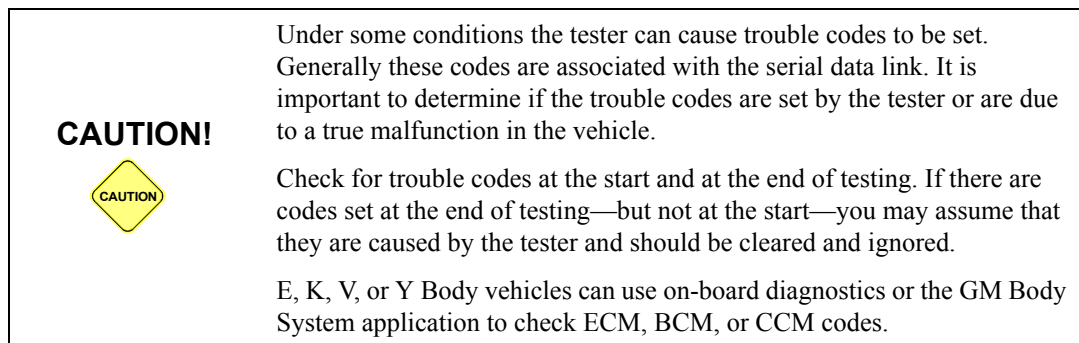 CAUTION!
CAUTION
Under some conditions the tester can cause trouble codes to be set.
Generally these codes are associated with the serial data link. It is
important to determine if the trouble codes are set by the tester or are due
to a true malfunction in the vehicle.
Check for trouble codes at the start and at the end of testing. If there are
codes set at the end of testing—but not at the start—you may assume that
they are caused by the tester and should be cleared and ignored.
E, K, V, or Y Body vehicles can use on-board diagnostics or the GM Body
System application to check ECM, BCM, or CCM codes.